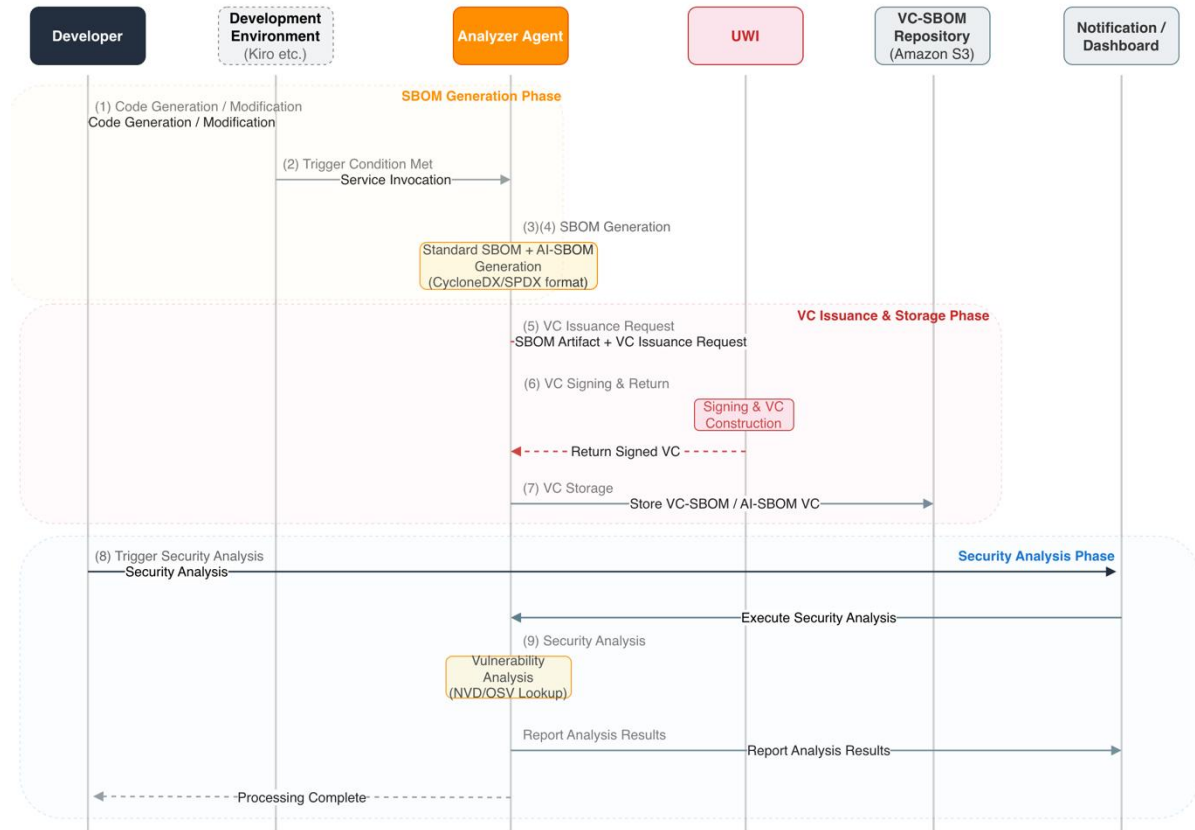 Developer
Development
Environment
(Kiro etc.)
Analyzer Agent
UWI
VC-SBOM
Repository
(Amazon S3)
Notification /
Dashboard
SBOM Generation Phase
(1) Code Generation / Modification
Code Generation / Modification
(2) Trigger Condition Met
Service Invocation
(3)(4) SBOM Generation
Standard SBOM + AI-SBOM
Generation
(CycloneDX/SPDX format)
VC Issuance & Storage Phase
(5) VC Issuance Request
SBOM Artifact + VC Issuance Request
(6) VC Signing & Return
Signing & VC
Construction
Return Signed VC
(7) VC Storage
Store VC-SBOM / AI-SBOM VC
(8) Trigger Security Analysis
Security Analysis Phase
Security Analysis
Execute Security Analysis
(9) Security Analysis
Vulnerability
Analysis
(NVD/OSV Lookup)
Report Analysis Results
Report Analysis Results
Processing Complete